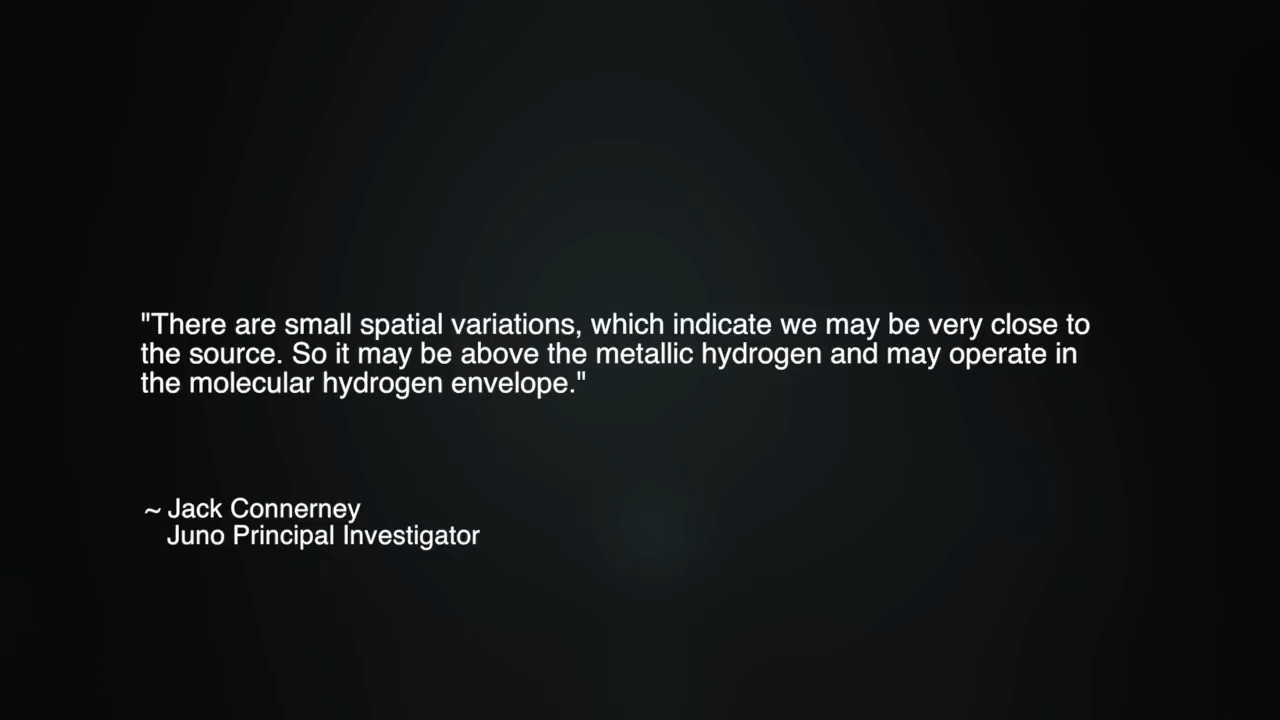 "There are small spatial variations, which indicate we may be very close to
the source. So it may be above the metallic hydrogen and may operate in
the molecular hydrogen envelope."
~ Jack Connerney
Juno Principal Investigator